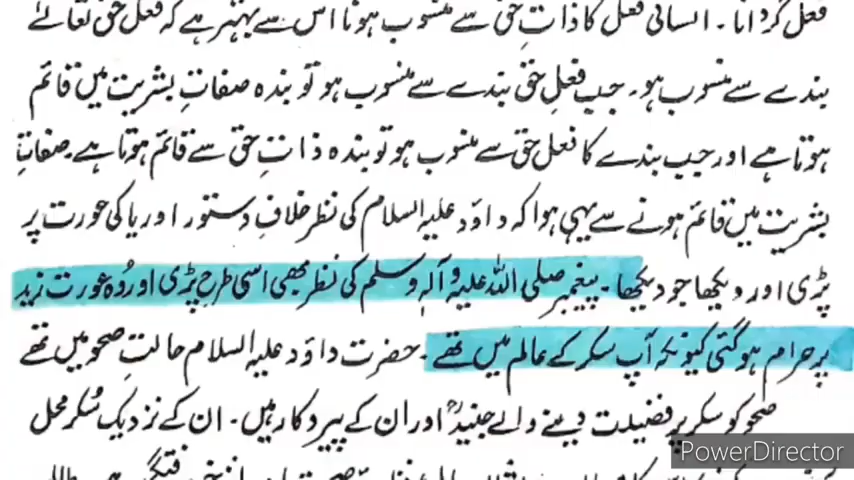 فعل گرداننا۔ انسانی فعل کا ذاتِ حق سے منسوب ہونا اس سے بہتر ہے کہ فعل حق تعالےٰ
بندے سے منسوب ہو۔ جب فعلِ حق بندے سے منسوب ہو تو بندہ صفاتِ بشریت میں قائم
ہوتا ہے اور جب بندے کا فعل حق سے منسوب ہو تو بندہ ذاتِ حق سے قائم ہوتا ہے۔ صفاتِ
بشریت میں قائم ہونے سے یہی ہوا کہ داؤد علیہ السلام کی نظر خلافِ دستور اوریا کی عورت پر
پڑی اور دیکھا جو دیکھا۔ پیغمبر صلی اللہ علیہ و آلہٖ وسلم کی نظر بھی اسی طرح پڑی اور وُہ عورت زید
پر حرام ہو گئی کیونکہ آپ سکر کے عالم میں تھے۔ حضرت داؤد علیہ السلام حالتِ صحو میں تھے
صحو کو سکر پر فضیلت دینے والے جنیدؒ اور ان کے پیروکار ہیں۔ ان کے نزدیک سُکر محل
PowerDirector